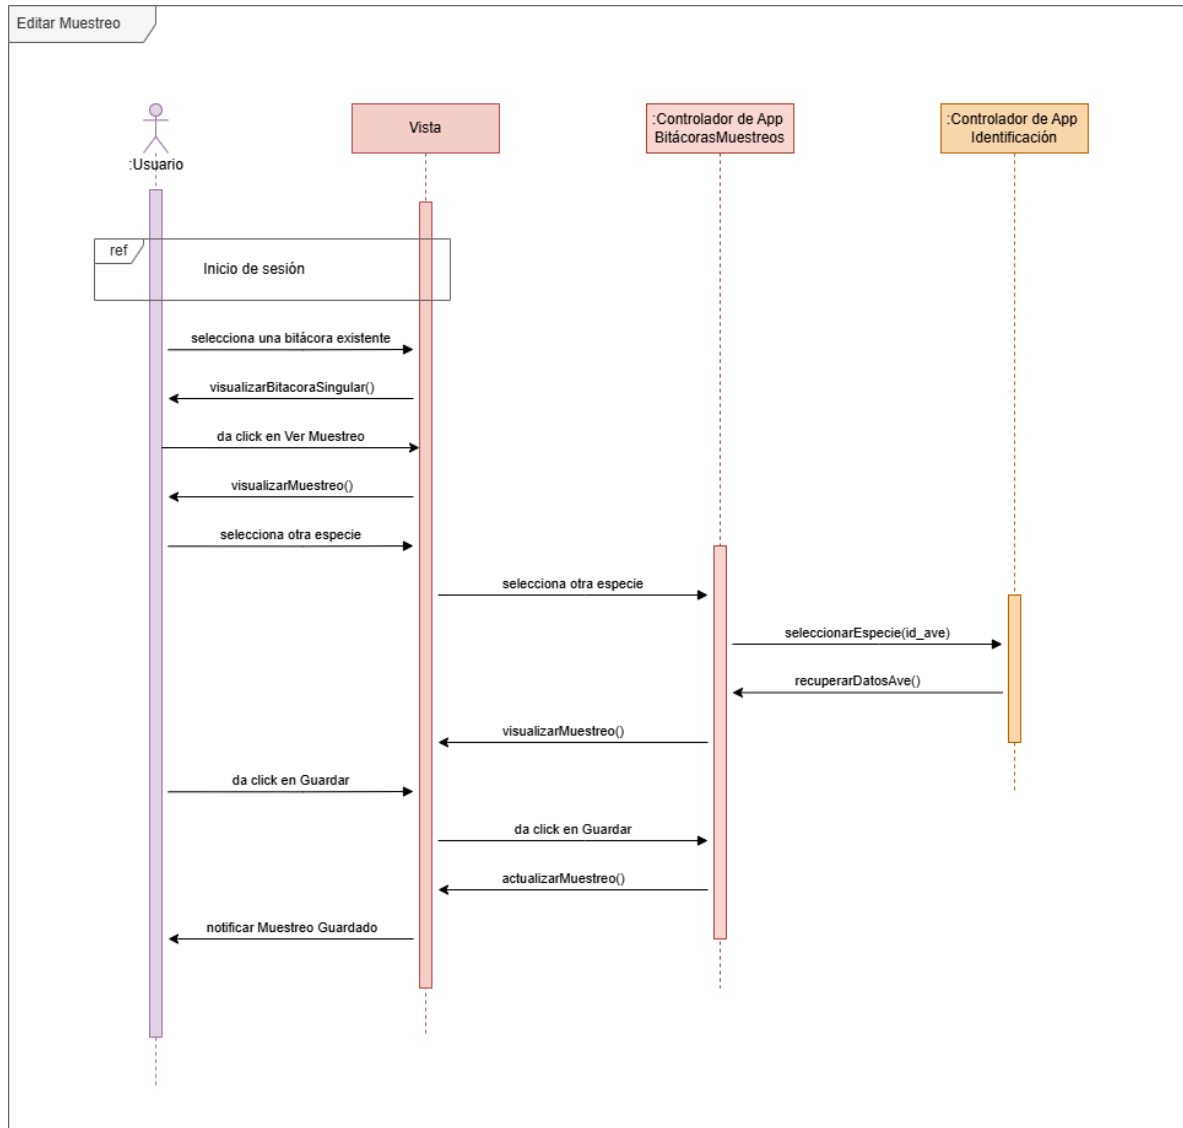 Editar Muestreo
:Usuario
Vista
:Controlador de App
BitácorasMuestreos
:Controlador de App
Identificación
ref
Inicio de sesión
selecciona una bitácora existente
visualizarBitacoraSingular()
da click en Ver Muestreo
visualizarMuestreo()
selecciona otra especie
selecciona otra especie
seleccionarEspecie(id_ave)
recuperarDatosAve()
visualizarMuestreo()
da click en Guardar
da click en Guardar
actualizarMuestreo()
notificar Muestreo Guardado